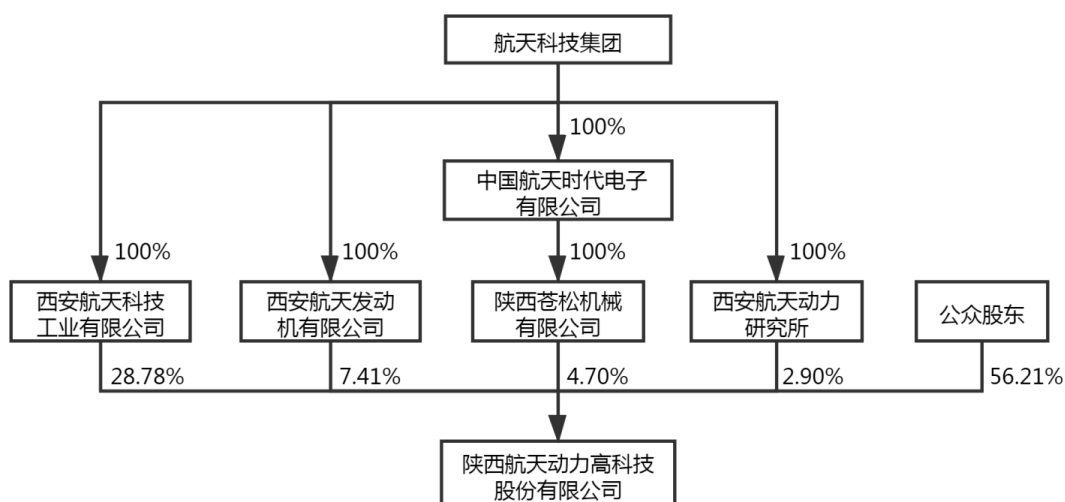 航天科技集团
100%
中国航天时代电子
有限公司
100%
100%
100%
100%
西安航天科技
工业有限公司
西安航天发动
机有限公司
陕西苍松机械
有限公司
西安航天动力
研究所
公众股东
28.78%
7.41%
4.70%
2.90%
56.21%
陕西航天动力高科技
股份有限公司